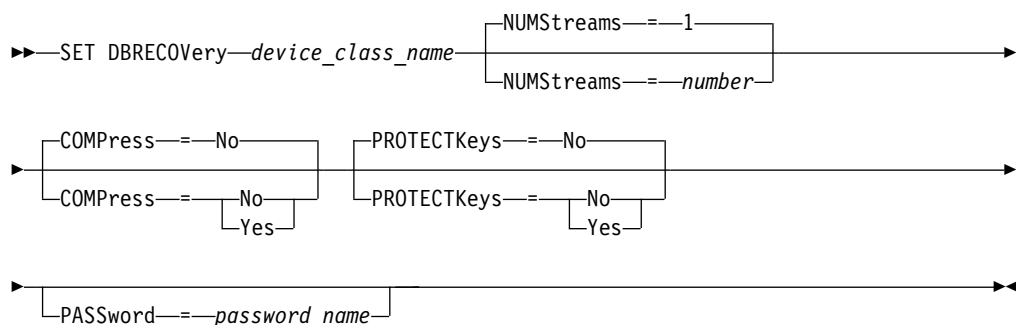 NUMStreams = 1
SET DBRECOVery device_class_name
NUMStreams = number
COMPress = No PROTECTKeys = No
COMPress = No PROTECTKeys = No
Yes Yes
PASSword = password_name